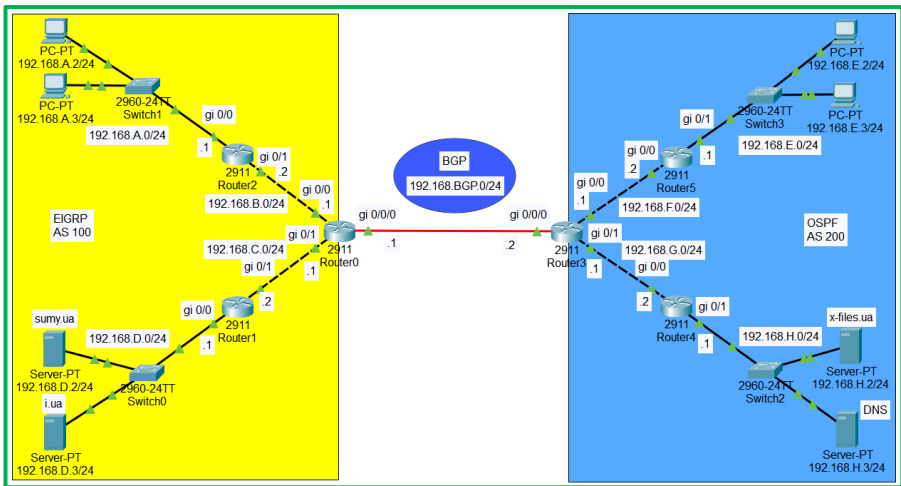 PC-PT
192.168.A.2/24
PC-PT
192.168.A.3/24
2960-24TT
Switch1
gi 0/0
192.168.A.0/24
.1
gi 0/1
2911
Router2
.2
gi 0/0
192.168.B.0/24
.1
EIGRP
AS 100
gi 0/1
192.168.C.0/24
2911
Router0
gi 0/0/0
.1
gi 0/1
.1
.2
gi 0/0
2911
Router1
sumy.ua
192.168.D.0/24
.1
Server-PT
192.168.D.2/24
2960-24TT
Switch0
i.ua
Server-PT
192.168.D.3/24
BGP
192.168.BGP.0/24
gi 0/0/0
.2
PC-PT
192.168.E.2/24
2960-24TT
Switch3
PC-PT
192.168.E.3/24
gi 0/1
192.168.E.0/24
gi 0/0
.2
.1
2911
Router5
gi 0/0
.1
192.168.F.0/24
OSPF
AS 200
2911
Router3
gi 0/1
192.168.G.0/24
.1
gi 0/0
.2
gi 0/1
2911
Router4
.1
x-files.ua
192.168.H.0/24
2960-24TT
Switch2
Server-PT
192.168.H.2/24
DNS
Server-PT
192.168.H.3/24